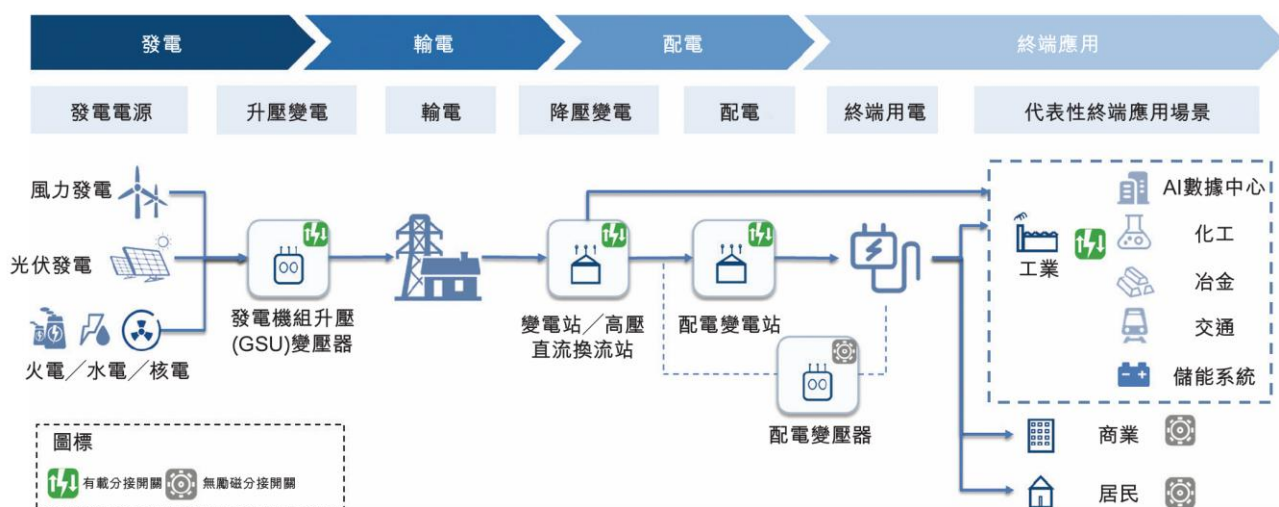 發電
輸電
配電
終端應用
發電電源
升壓變電
輸電
降壓變電
配電
終端用電
代表性終端應用場景
風力發電
光伏發電
火電／水電／核電
發電機組升壓
(GSU)變壓器
變電站／高壓
直流換流站
配電變電站
配電變壓器
工業
AI數據中心
化工
冶金
交通
儲能系統
商業
居民
圖標
有載分接開關
無勵磁分接開關